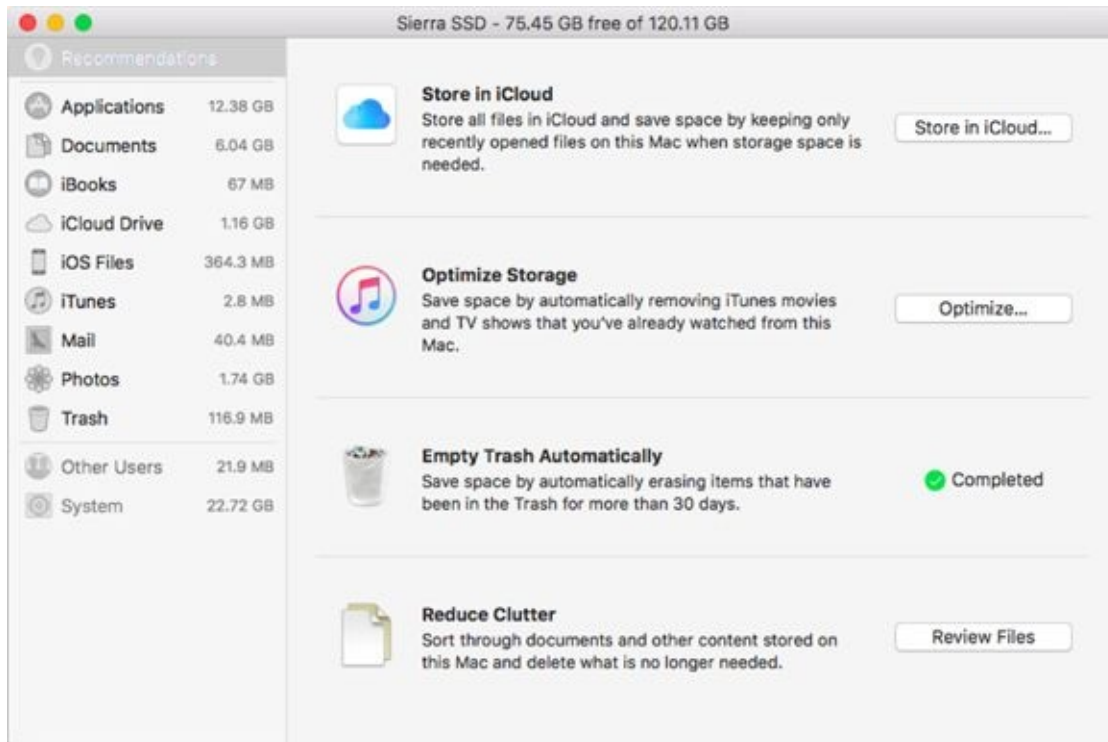 Sierra SSD - 75.45 GB free of 120.11 GB
Recommendations
Applications 12.38 GB
Documents 6.04 GB
iBooks 67 MB
iCloud Drive 1.16 GB
iOS Files 364.3 MB
iTunes 2.8 MB
Mail 40.4 MB
Photos 1.74 GB
Trash 116.9 MB
Other Users 21.9 MB
System 22.72 GB
Store in iCloud
Store all files in iCloud and save space by keeping only
recently opened files on this Mac when storage space is
needed.
Store in iCloud...
Optimize Storage
Save space by automatically removing iTunes movies
and TV shows that you've already watched from this
Mac.
Optimize...
Empty Trash Automatically
Save space by automatically erasing items that have
been in the Trash for more than 30 days.
Completed
Reduce Clutter
Sort through documents and other content stored on
this Mac and delete what is no longer needed.
Review Files